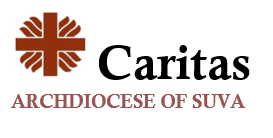 Caritas
ARCHDIOCESE OF SUVA